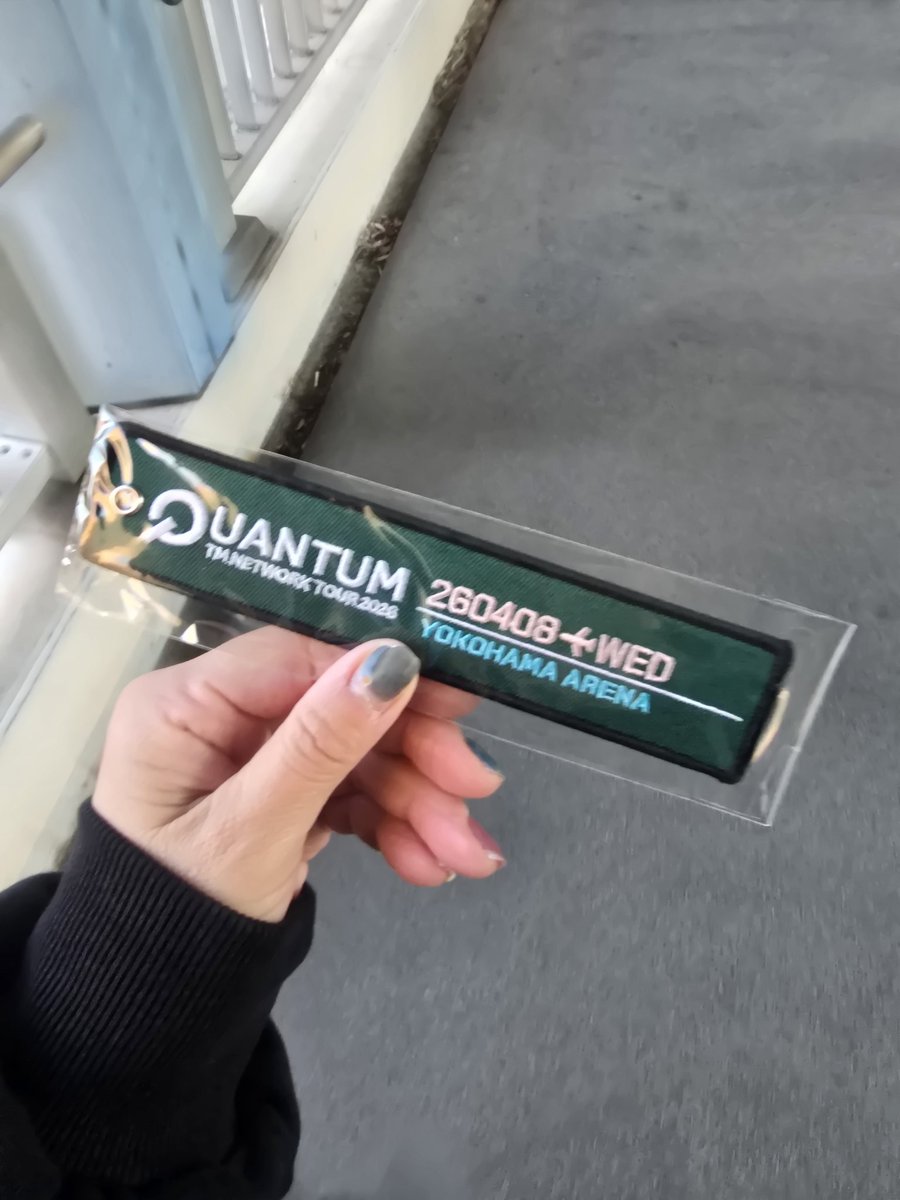 QUANTUM
TM NETWORK TOUR 2026
260408 WED
YOKOHAMA ARENA